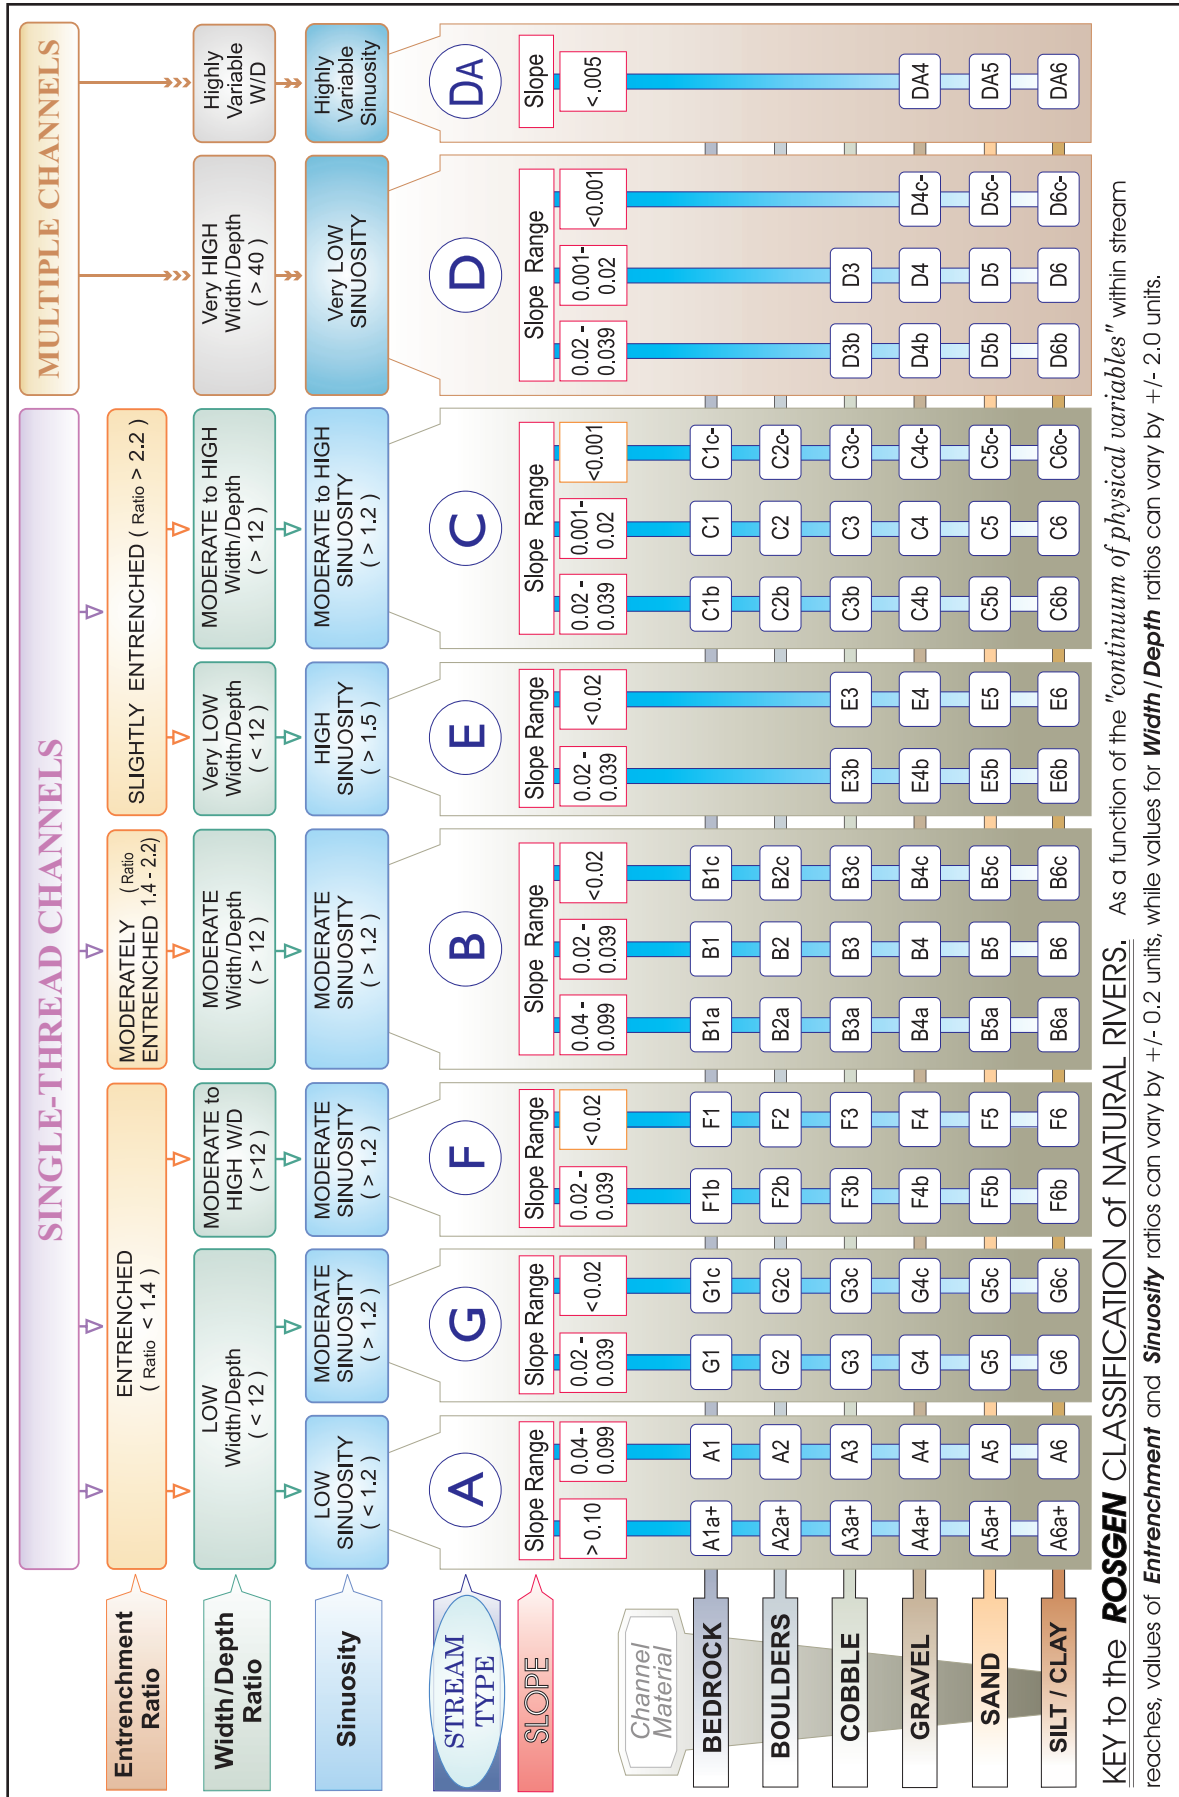 SINGLE-THREAD CHANNELS
MULTIPLE CHANNELS
Entrenchment
Ratio
ENTRENCHED
( Ratio < 1.4 )
MODERATELY
ENTRENCHED
( Ratio
1.4 - 2.2)
SLIGHTLY ENTRENCHED ( Ratio > 2.2 )
Width/Depth
Ratio
LOW
Width/Depth
( < 12 )
MODERATE to
HIGH W/D
( >12 )
MODERATE
Width/Depth
( > 12 )
Very LOW
Width/Depth
( < 12 )
MODERATE to HIGH
Width/Depth
( > 12 )
Very HIGH
Width/Depth
( > 40 )
Highly
Variable
W/D
Sinuosity
LOW
SINUOSITY
( < 1.2 )
MODERATE
SINUOSITY
( > 1.2 )
MODERATE
SINUOSITY
( > 1.2 )
MODERATE
SINUOSITY
( > 1.2 )
HIGH
SINUOSITY
( > 1.5 )
MODERATE to HIGH
SINUOSITY
( > 1.2 )
Very LOW
SINUOSITY
Highly
Variable
Sinuosity
STREAM
TYPE
A
G
F
B
E
C
D
DA
SLOPE
Slope Range
Slope Range
Slope Range
Slope Range
Slope Range
Slope Range
Slope Range
Slope
> 0.10
0.04-
0.099
0.02 -
0.039
< 0.02
0.02 -
0.039
< 0.02
0.04 -
0.099
0.02 -
0.039
<0.02
0.02 -
0.039
< 0.02
0.02 -
0.039
0.001-
0.02
<0.001
0.02 -
0.039
0.001-
0.02
<0.001
<.005
Channel
Material
BEDROCK
A1a+ A1 G1 G1c F1b F1 B1a B1 B1c C1b C1 C1c-
BOULDERS
A2a+ A2 G2 G2c F2b F2 B2a B2 B2c C2b C2 C2c-
COBBLE
A3a+ A3 G3 G3c F3b F3 B3a B3 B3c E3b E3 C3b C3 C3c- D3b D3
GRAVEL
A4a+ A4 G4 G4c F4b F4 B4a B4 B4c E4b E4 C4b C4 C4c- D4b D4 D4c- DA4
SAND
A5a+ A5 G5 G5c F5b F5 B5a B5 B5c E5b E5 C5b C5 C5c- D5b D5 D5c- DA5
SILT / CLAY
A6a+ A6 G6 G6c F6b F6 B6a B6 B6c E6b E6 C6b C6 C6c- D6b D6 D6c- DA6
KEY to the ROSGEN CLASSIFICATION of NATURAL RIVERS. As a function of the "continuum of physical variables" within stream
reaches, values of Entrenchment and Sinuosity ratios can vary by +/- 0.2 units, while values for Width / Depth ratios can vary by +/- 2.0 units.